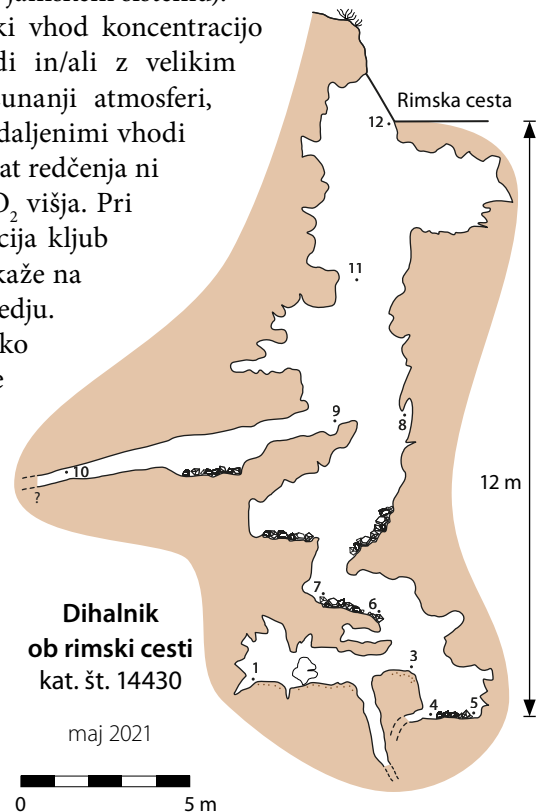 jamskem sistemu).
ki vhod koncentracijo
di in/ali z velikim
unanji atmosferi,
daljenimi vhodi
at redčenja ni
O₂ višja. Pri
cija kljub
kaže na
edju.
ko
e
Rimska cesta
12
11
9
8
10
?
12 m
7
6
3
1
4
5
Dihalnik
ob rimski cesti
kat. št. 14430
maj 2021
0
5 m